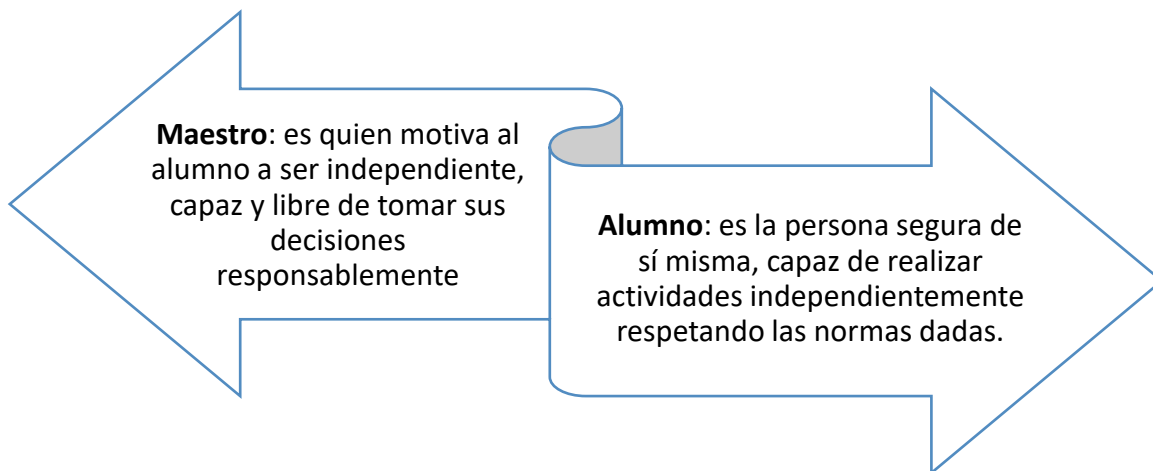 Maestro: es quien motiva al
alumno a ser independiente,
capaz y libre de tomar sus
decisiones
responsablemente
Alumno: es la persona segura de
sí misma, capaz de realizar
actividades independientemente
respetando las normas dadas.